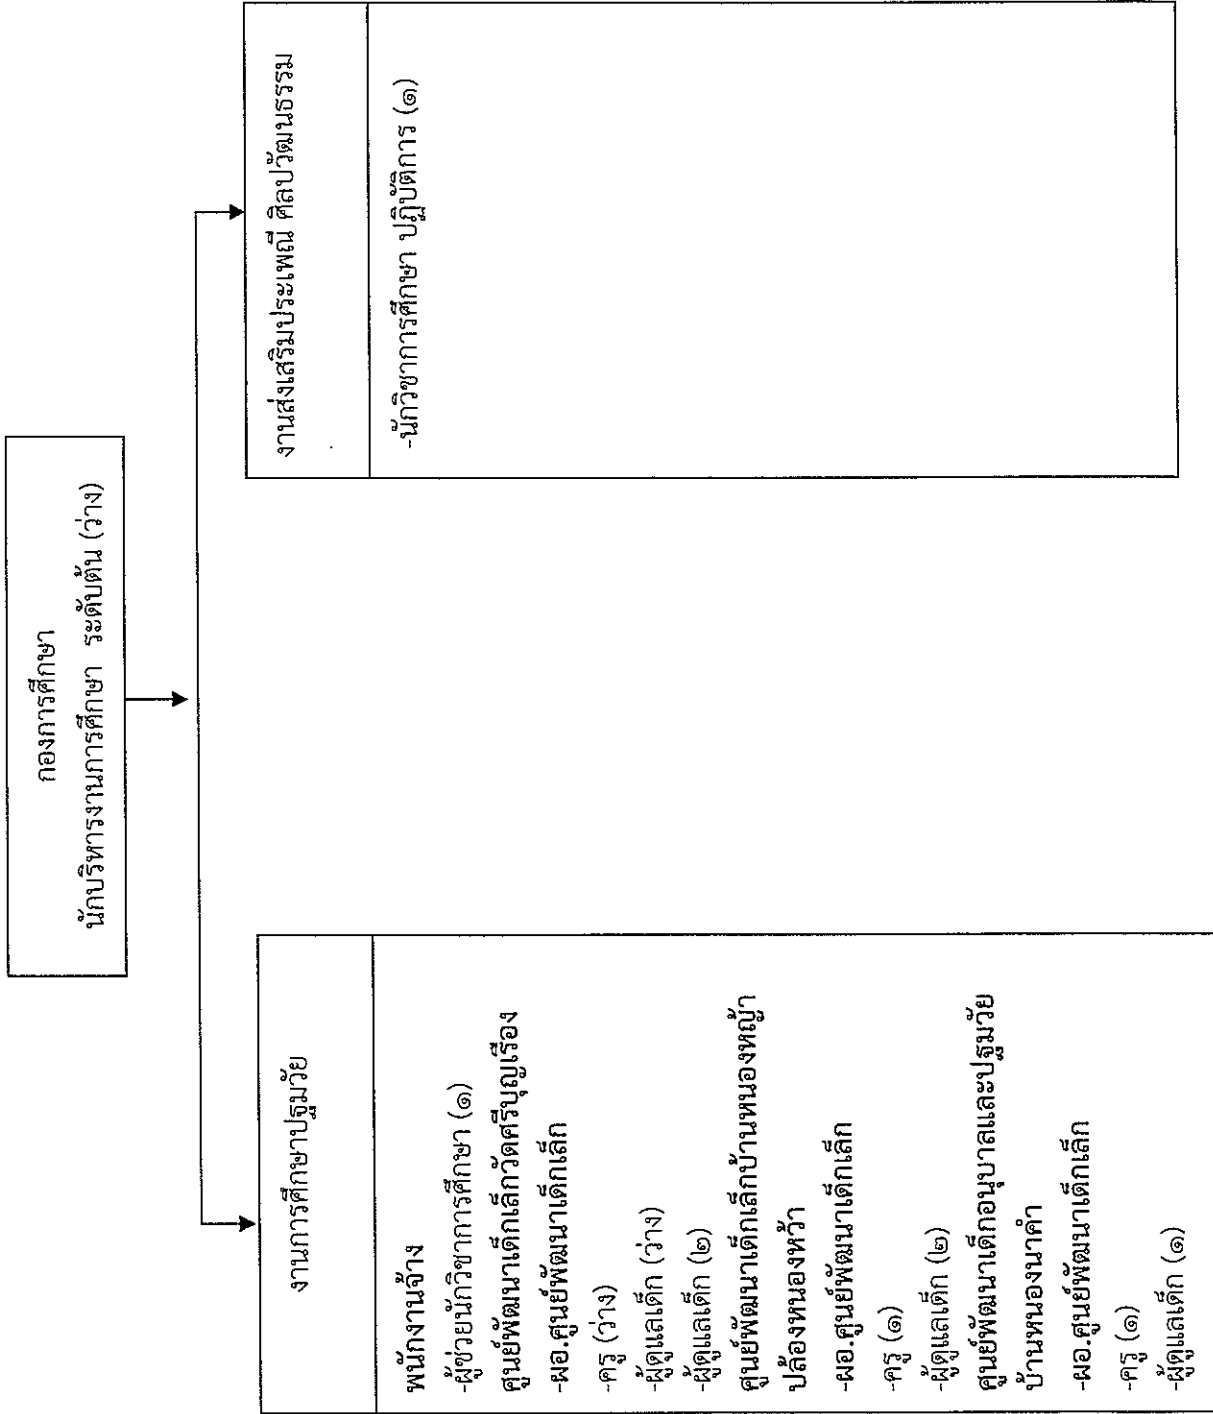 กองการศึกษา
นักบริหารงานการศึกษา ระดับต้น (ว่าง)
งานการศึกษาปฐมวัย
พนักงานจ้าง
-ผู้ช่วยนักวิชาการศึกษา (๑)
ศูนย์พัฒนาเด็กเล็กวัดศรีบุญเรือง
-ผอ.ศูนย์พัฒนาเด็กเล็ก
-ครู (ว่าง)
-ผู้ดูแลเด็ก (ว่าง)
-ผู้ดูแลเด็ก (๒)
ศูนย์พัฒนาเด็กเล็กบ้านหนองหญ้า
ปล้องหนองหว้า
-ผอ.ศูนย์พัฒนาเด็กเล็ก
-ครู (๑)
-ผู้ดูแลเด็ก (๒)
ศูนย์พัฒนาเด็กอนุบาลและปฐมวัย
บ้านหนองนาคำ
-ผอ.ศูนย์พัฒนาเด็กเล็ก
-ครู (๑)
-ผู้ดูแลเด็ก (๑)
งานส่งเสริมประเพณี ศิลปวัฒนธรรม
-นักวิชาการศึกษา ปฏิบัติการ (๑)